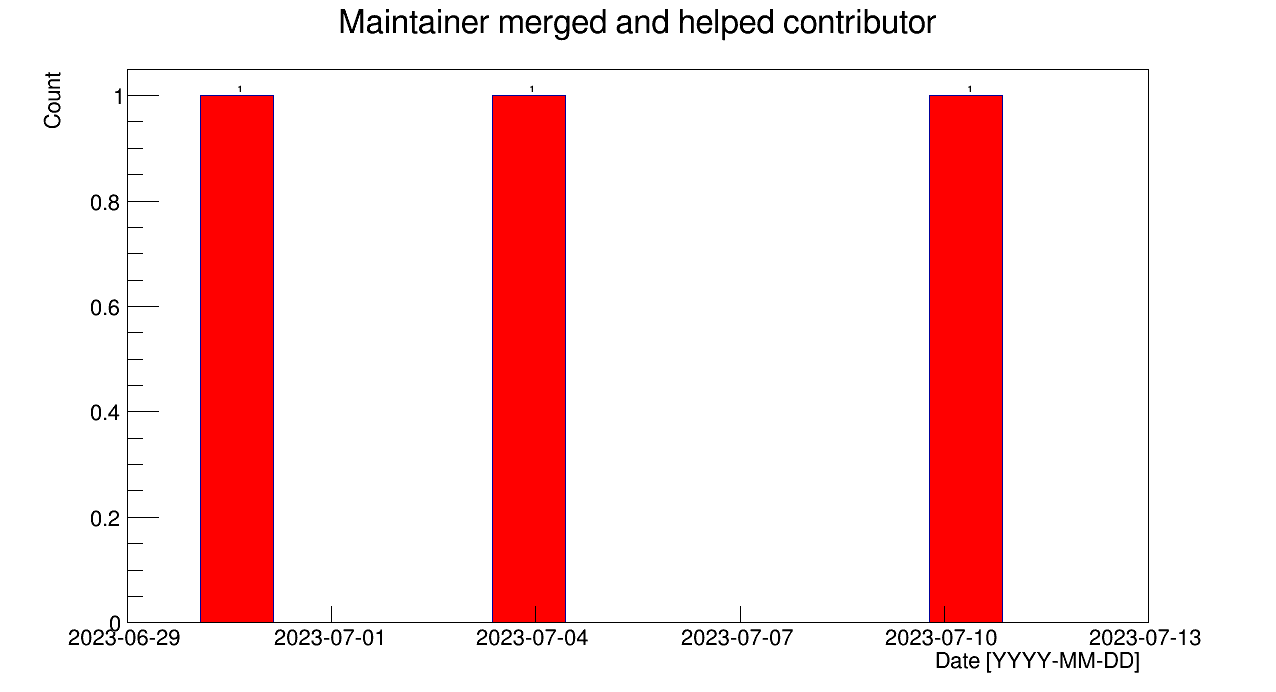 Maintainer merged and helped contributor
Count
1 1 1
1
0.8
0.6
0.4
0.2
0
2023-06-29 2023-07-01 2023-07-04 2023-07-07 2023-07-10 2023-07-13
Date [YYYY-MM-DD]